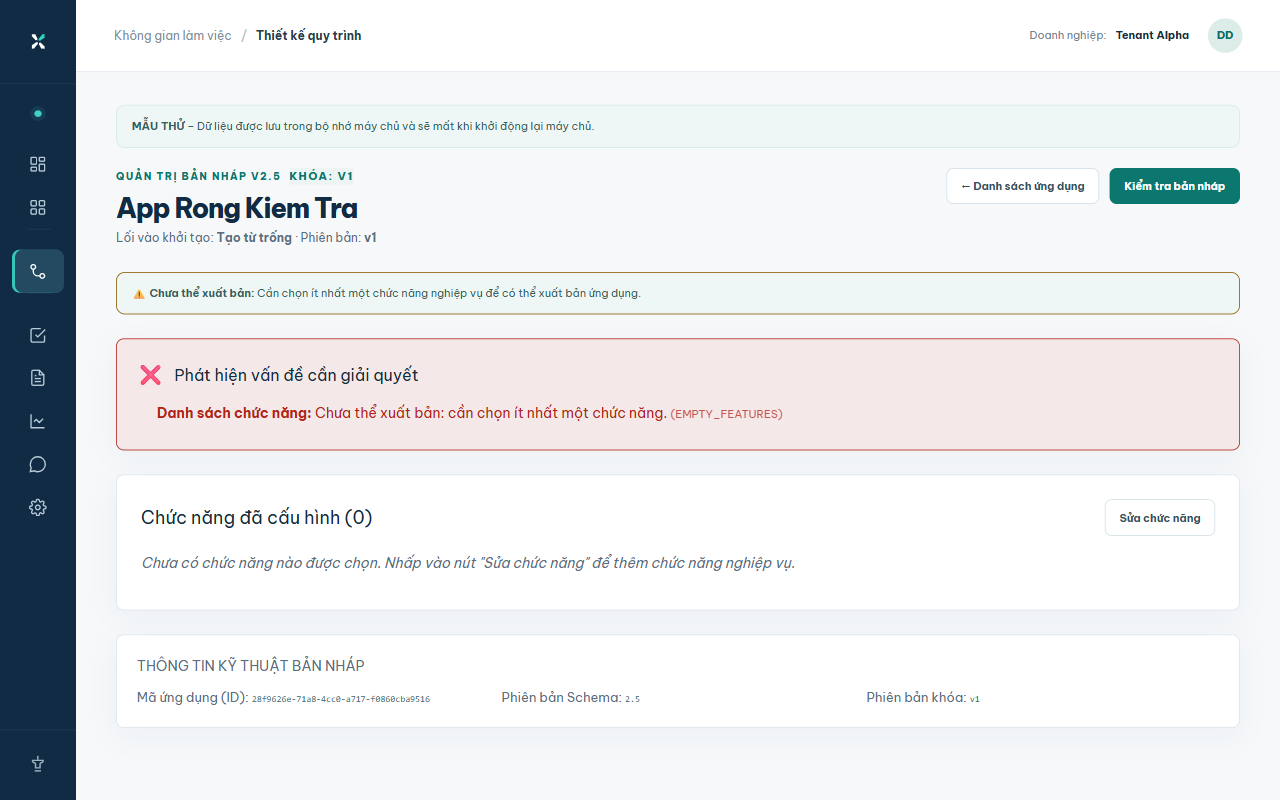 Không gian làm việc / Thiết kế quy trình
Doanh nghiệp: Tenant Alpha DD
MẪU THỬ – Dữ liệu được lưu trong bộ nhớ máy chủ và sẽ mất khi khởi động lại máy chủ.
QUẢN TRỊ BẢN NHÁP V2.5 KHÓA: V1
← Danh sách ứng dụng
Kiểm tra bản nháp
App Rong Kiem Tra
Lối vào khởi tạo: Tạo từ trống · Phiên bản: v1
⚠️ Chưa thể xuất bản: Cần chọn ít nhất một chức năng nghiệp vụ để có thể xuất bản ứng dụng.
❌ Phát hiện vấn đề cần giải quyết
Danh sách chức năng: Chưa thể xuất bản: cần chọn ít nhất một chức năng. (EMPTY_FEATURES)
Chức năng đã cấu hình (0)
Sửa chức năng
Chưa có chức năng nào được chọn. Nhấp vào nút "Sửa chức năng" để thêm chức năng nghiệp vụ.
THÔNG TIN KỸ THUẬT BẢN NHÁP
Mã ứng dụng (ID): 28f9626e-71a8-4cc0-a717-f0860cba9516
Phiên bản Schema: 2.5
Phiên bản khóa: v1